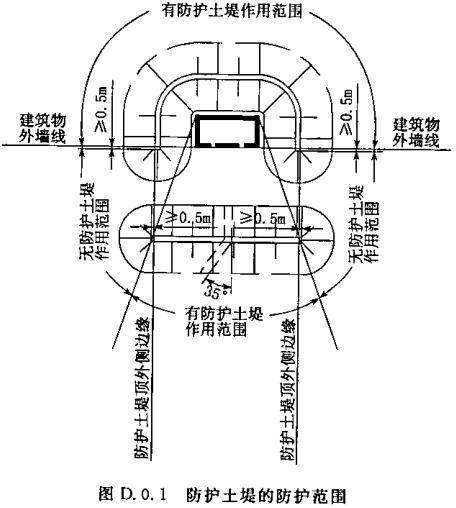 有防护土堤作用范围
≥0.5m
≥0.5m
建筑物
外墙线
建筑物
外墙线
≥0.5m
≥0.5m
无防护土堤
作用范围
无防护土堤
作用范围
35°
有防护土堤
作用范围
防护土堤顶外侧边缘
防护土堤顶外侧边缘
图 D.0.1 防护土堤的防护范围